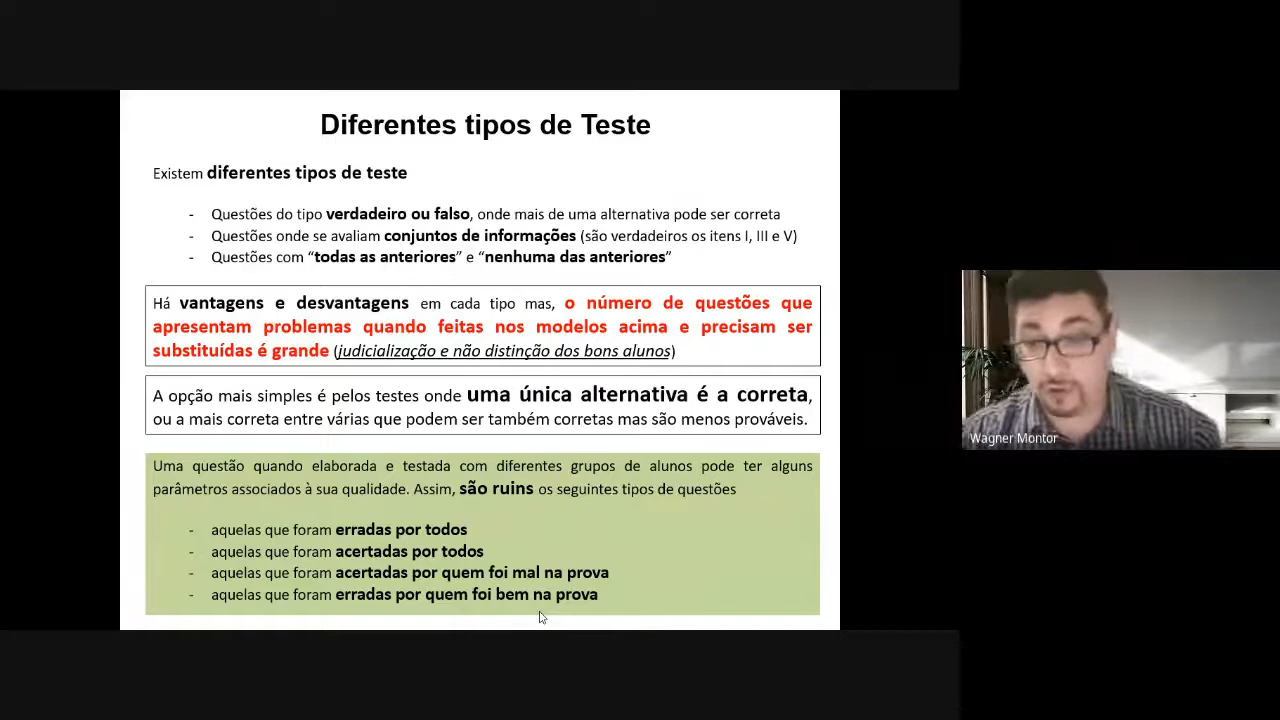 Diferentes tipos de Teste
Existem diferentes tipos de teste
- Questões do tipo verdadeiro ou falso, onde mais de uma alternativa pode ser correta
- Questões onde se avaliam conjuntos de informações (são verdadeiros os itens I, III e V)
- Questões com “todas as anteriores” e “nenhuma das anteriores”
Há vantagens e desvantagens em cada tipo mas, o número de questões que
apresentam problemas quando feitas nos modelos acima e precisam ser
substituídas é grande (judicialização e não distinção dos bons alunos)
A opção mais simples é pelos testes onde uma única alternativa é a correta,
ou a mais correta entre várias que podem ser também corretas mas são menos prováveis.
Uma questão quando elaborada e testada com diferentes grupos de alunos pode ter alguns
parâmetros associados à sua qualidade. Assim, são ruins os seguintes tipos de questões
- aquelas que foram erradas por todos
- aquelas que foram acertadas por todos
- aquelas que foram acertadas por quem foi mal na prova
- aquelas que foram erradas por quem foi bem na prova
Wagner Montor